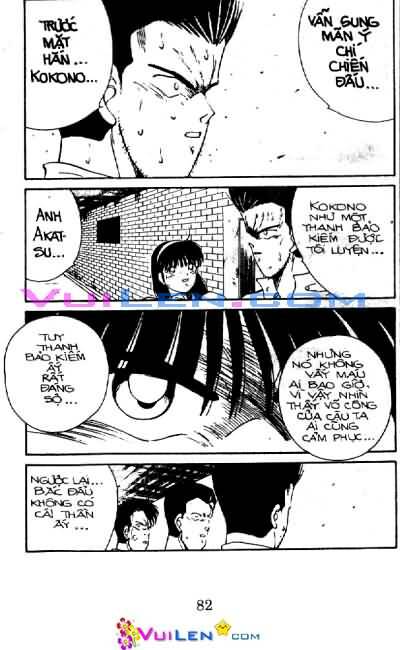 TRƯỚC
MẶT
HẮN...
KOKONO...
VẪN SUNG
MÃN Ý
CHÍ
CHIẾN
ĐẤU...
ANH
AKAT-
SU...
KOKONO
NHƯ MỘT
THANH BẢO
KIẾM ĐƯỢC
TÔI LUYỆN...
VuiLen.com
TUY
THANH
BẢO KIẾM
ẤY
RẤT
ĐÁNG
SỢ...
NHƯNG
NÓ KHÔNG
VẤY MÁU
AI BAO GIỜ.
VÌ VẬY NHÌN
THẤY VÕ CÔNG
CỦA CẬU TA
AI CŨNG
CẢM PHỤC...
NGƯỢC LẠI...
BẮC ĐẨU
KHÔNG CÓ
CÁI THẦN
ẤY...
82
VuiLen.com